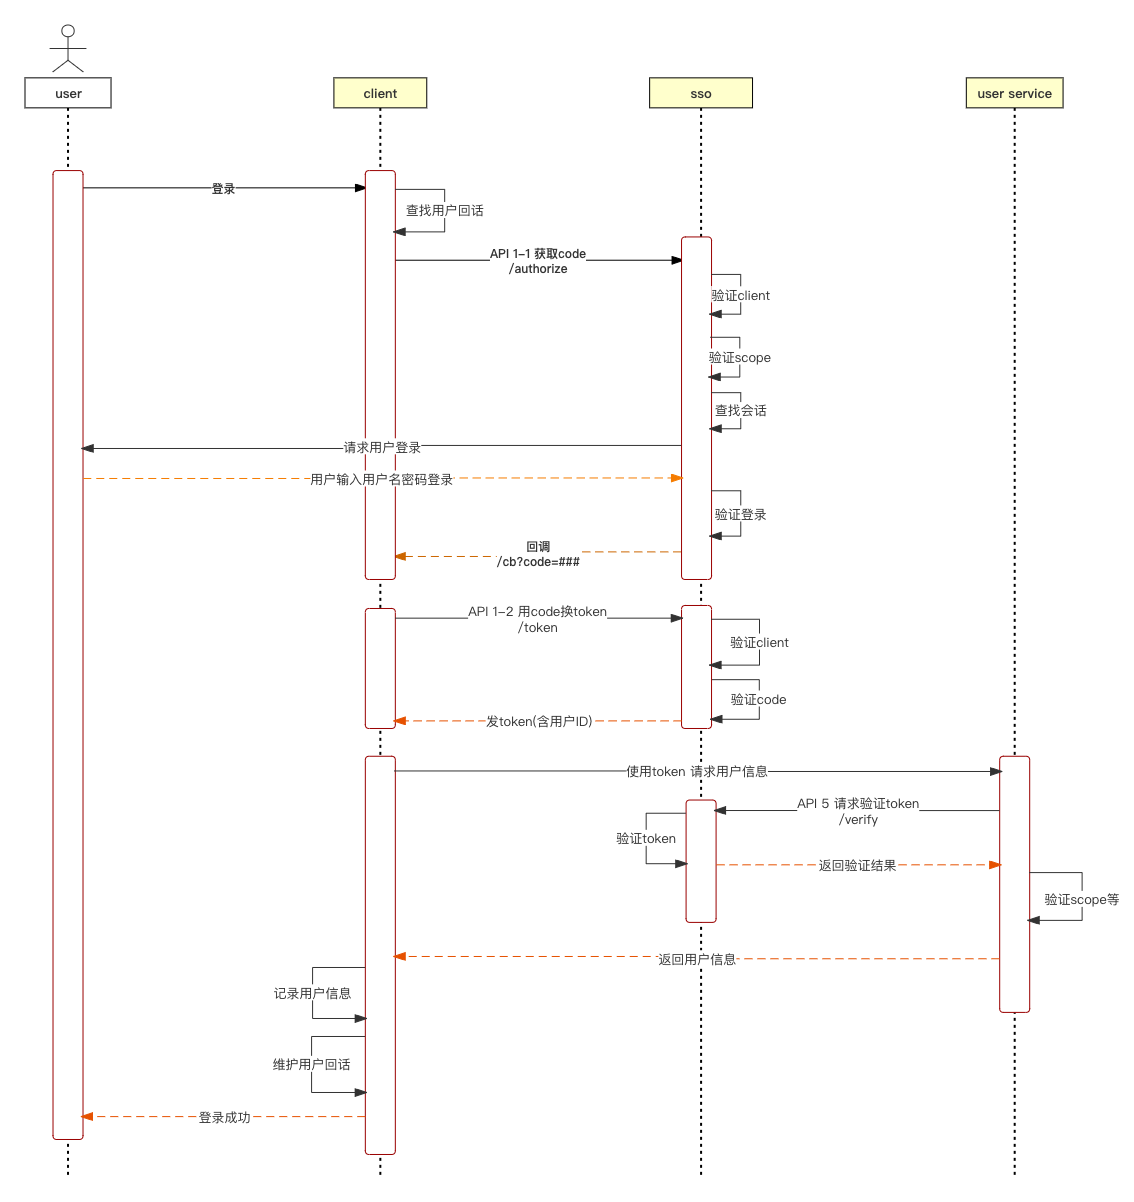 user
client
sso
user service
登录
查找用户回话
API 1-1 获取code
/authorize
验证client
验证scope
查找会话
请求用户登录
用户输入用户名密码登录
验证登录
回调
/cb?code=###
API 1-2 用code换token
/token
验证client
验证code
发token(含用户ID)
使用token 请求用户信息
API 5 请求验证token
/verify
验证token
返回验证结果
验证scope等
返回用户信息
记录用户信息
维护用户回话
登录成功